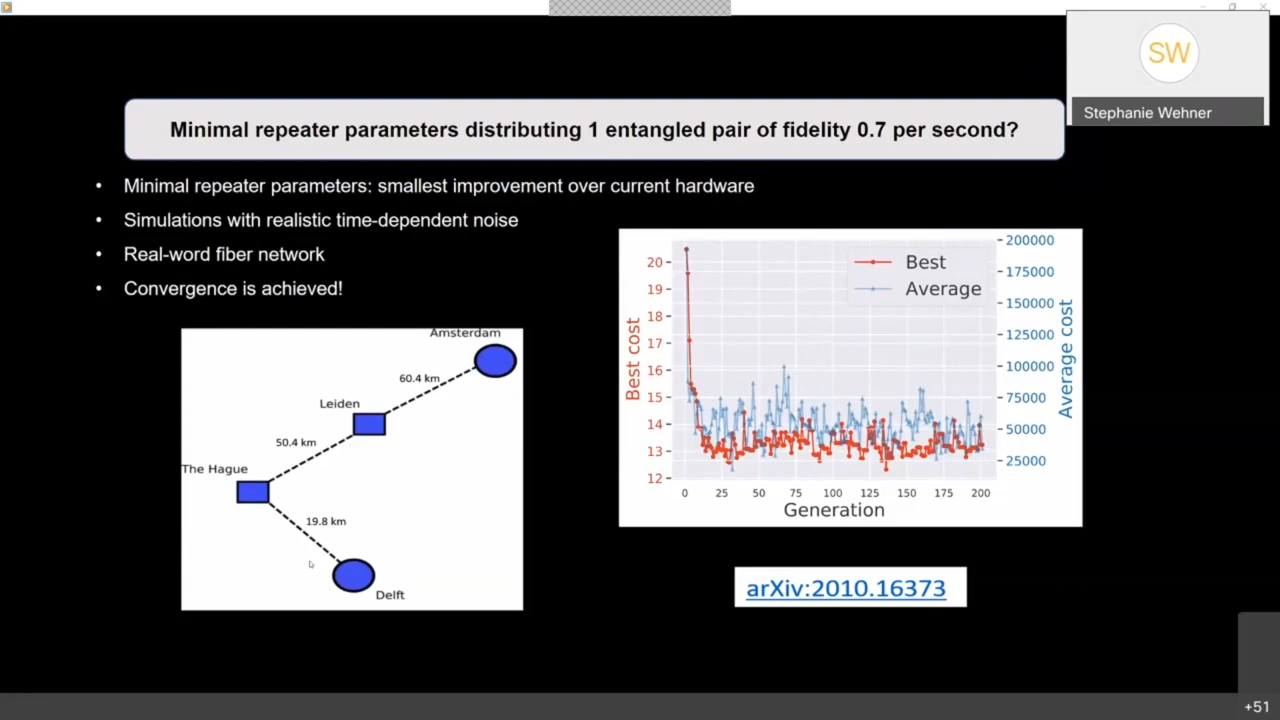 SW
Stephanie Wehner
Minimal repeater parameters distributing 1 entangled pair of fidelity 0.7 per second?
• Minimal repeater parameters: smallest improvement over current hardware
• Simulations with realistic time-dependent noise
• Real-word fiber network
• Convergence is achieved!
Amsterdam
60.4 km
Leiden
50.4 km
The Hague
19.8 km
Delft
Best cost
20
19
18
17
16
15
14
13
12
Best
Average
200000
175000
150000
125000
100000
75000
50000
25000
Average cost
0 25 50 75 100 125 150 175 200
Generation
arXiv:2010.16373
+51